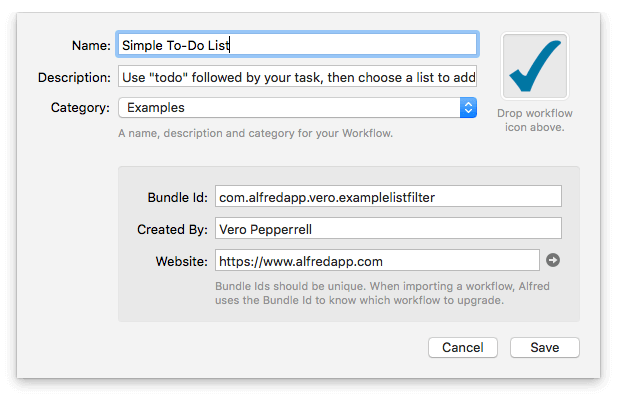 Name: Simple To-Do List
Description: Use "todo" followed by your task, then choose a list to add
Category: Examples
A name, description and category for your Workflow.
Drop workflow
icon above.
Bundle Id: com.alfredapp.vero.examplelistfilter
Created By: Vero Pepperrell
Website: https://www.alfredapp.com
Bundle Ids should be unique. When importing a workflow, Alfred
uses the Bundle Id to know which workflow to upgrade.
Cancel Save